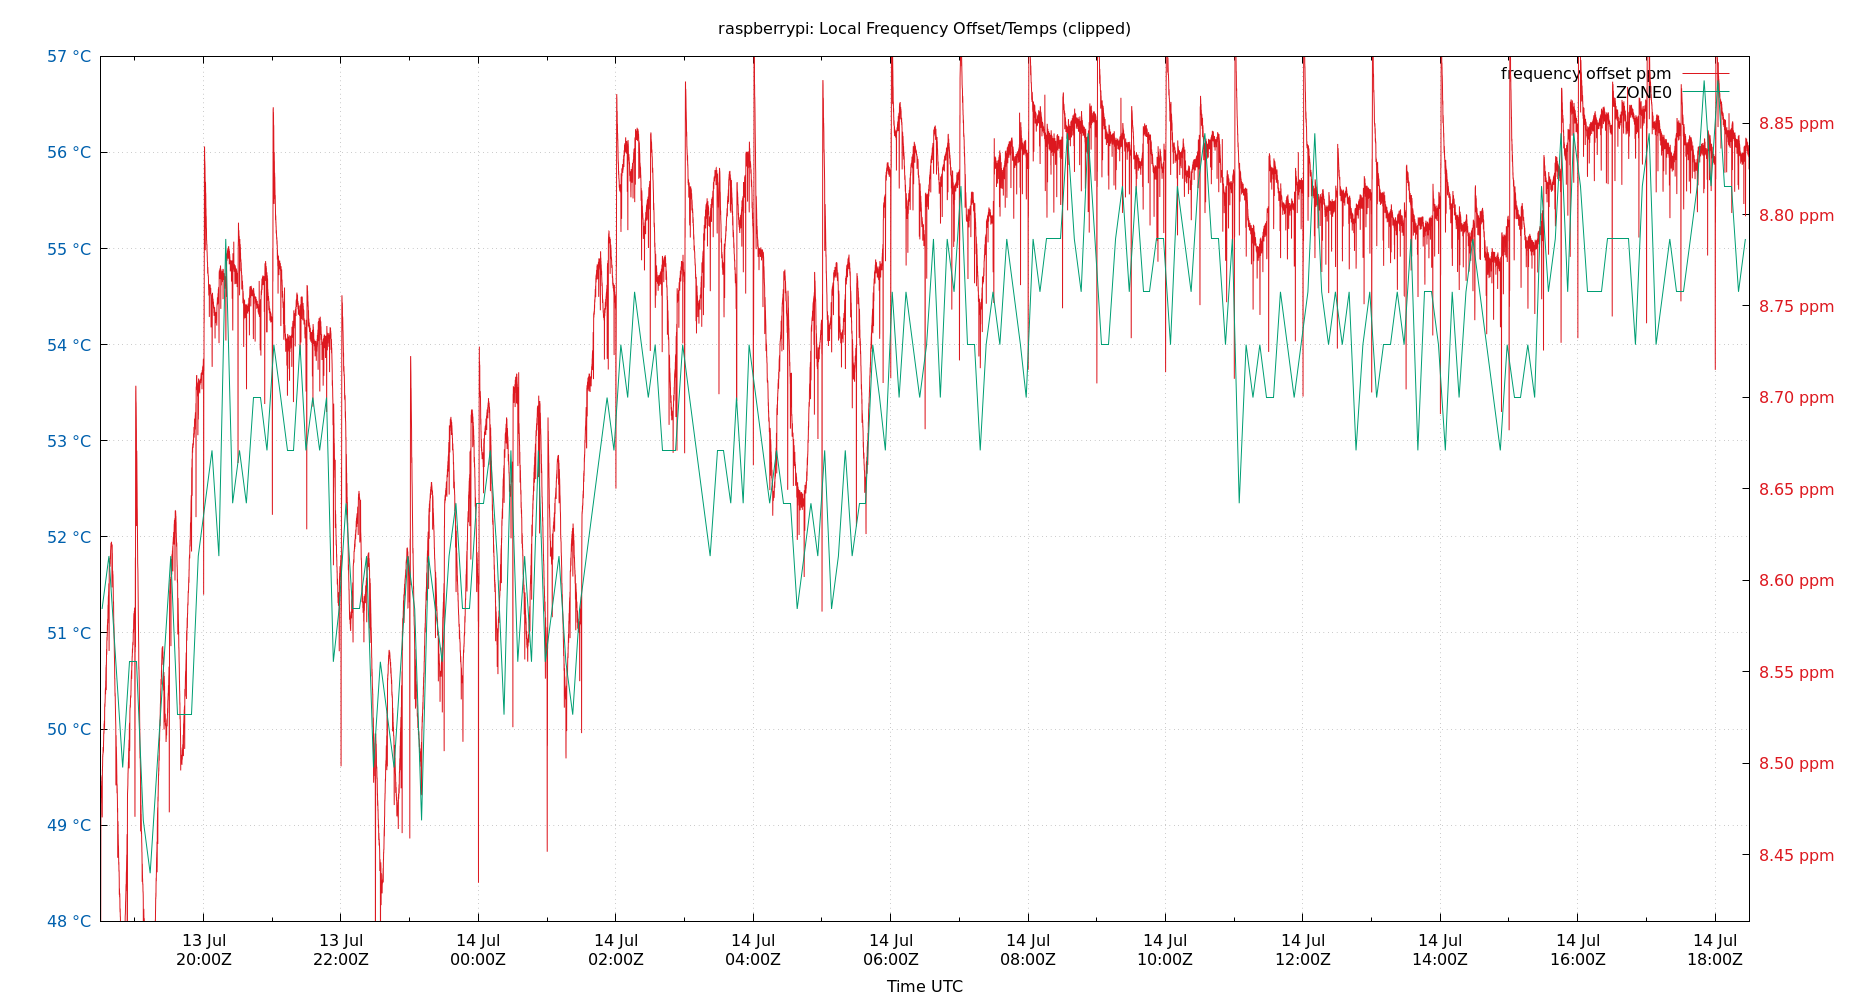 raspberrypi: Local Frequency Offset/Temps (clipped)
57 °C
56 °C
55 °C
54 °C
53 °C
52 °C
51 °C
50 °C
49 °C
48 °C
frequency offset ppm
ZONE0
8.85 ppm
8.80 ppm
8.75 ppm
8.70 ppm
8.65 ppm
8.60 ppm
8.55 ppm
8.50 ppm
8.45 ppm
13 Jul 13 Jul 14 Jul 14 Jul 14 Jul 14 Jul 14 Jul 14 Jul 14 Jul 14 Jul 14 Jul 14 Jul
20:00Z 22:00Z 00:00Z 02:00Z 04:00Z 06:00Z 08:00Z 10:00Z 12:00Z 14:00Z 16:00Z 18:00Z
Time UTC